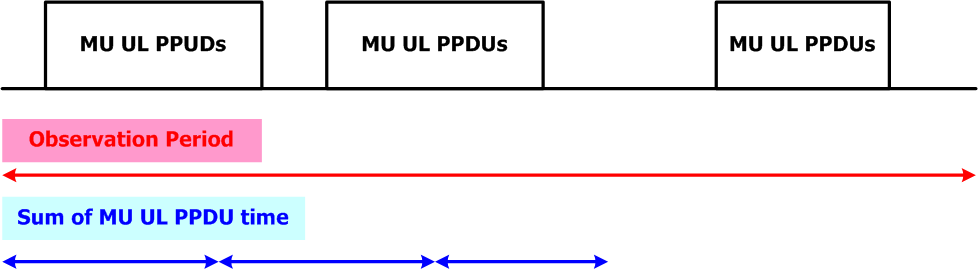 MU UL PPUDs
MU UL PPDUs
MU UL PPDUs
Observation Period
Sum of MU UL PPDU time